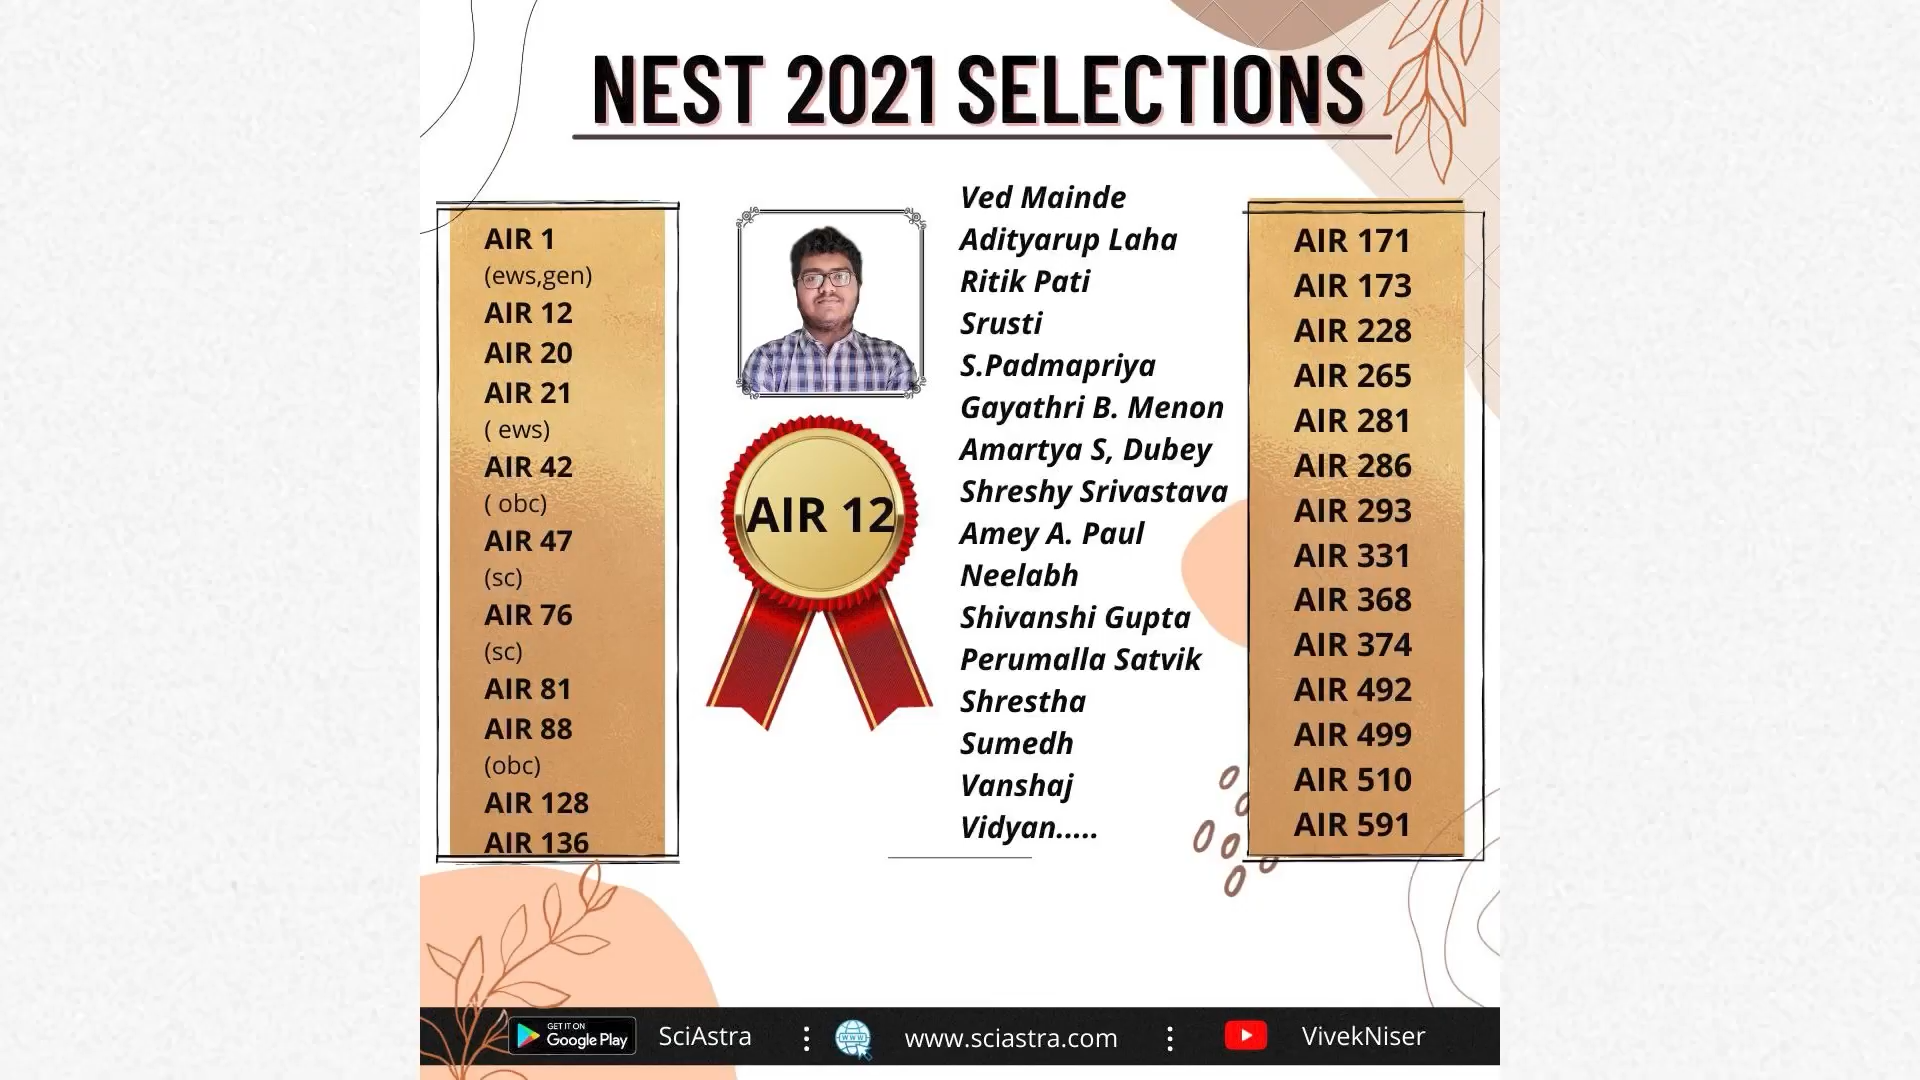 NEST 2021 SELECTIONS
AIR 1
(ews,gen)
AIR 12
AIR 20
AIR 21
( ews)
AIR 42
( obc)
AIR 47
(sc)
AIR 76
(sc)
AIR 81
AIR 88
(obc)
AIR 128
AIR 136
AIR 12
Ved Mainde
Adityarup Laha
Ritik Pati
Srusti
S.Padmapriya
Gayathri B. Menon
Amartya S, Dubey
Shreshy Srivastava
Amey A. Paul
Neelabh
Shivanshi Gupta
Perumalla Satvik
Shrestha
Sumedh
Vanshaj
Vidyan.....
AIR 171
AIR 173
AIR 228
AIR 265
AIR 281
AIR 286
AIR 293
AIR 331
AIR 368
AIR 374
AIR 492
AIR 499
AIR 510
AIR 591
GET IT ON
Google Play
SciAstra
WWW
www.sciastra.com
VivekNiser